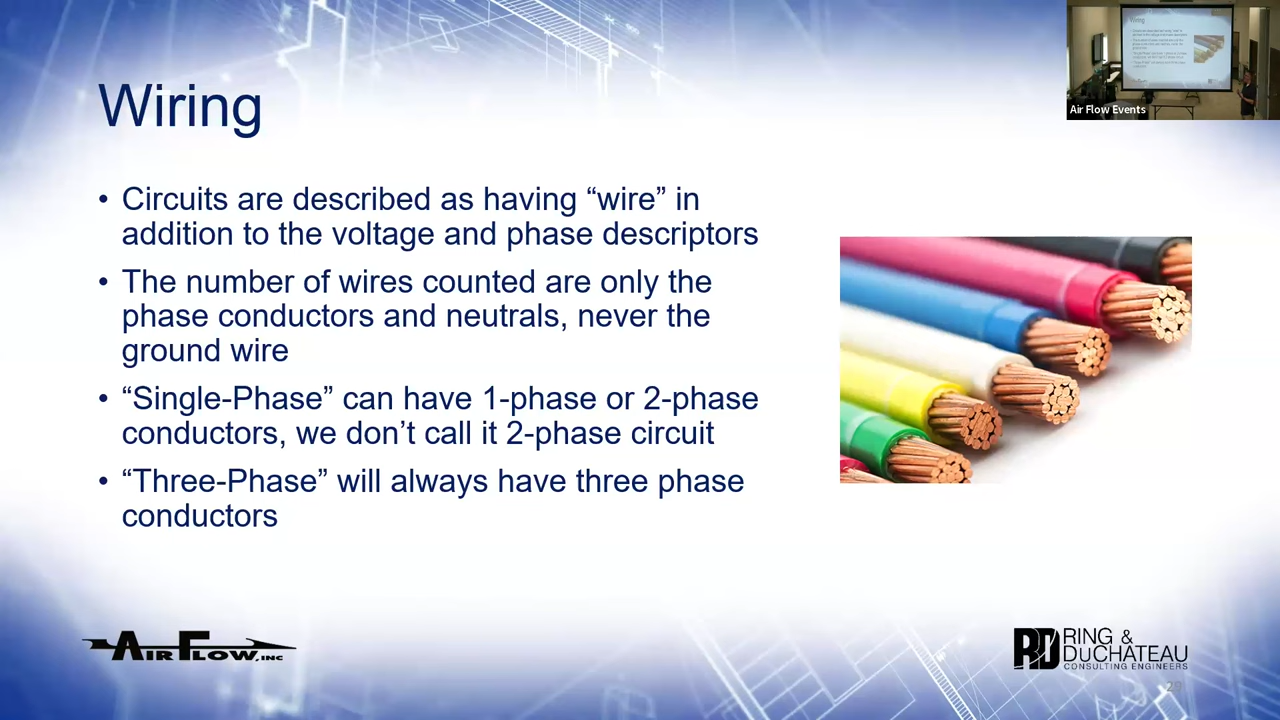 Wiring
• Circuits are described as having “wire” in
addition to the voltage and phase descriptors
• The number of wires counted are only the
phase conductors and neutrals, never the
ground wire
• “Single-Phase” can have 1-phase or 2-phase
conductors, we don’t call it 2-phase circuit
• “Three-Phase” will always have three phase
conductors
Air Flow Events
AIR FLOW, INC
RD RING &
DUCHATEAU
CONSULTING ENGINEERS